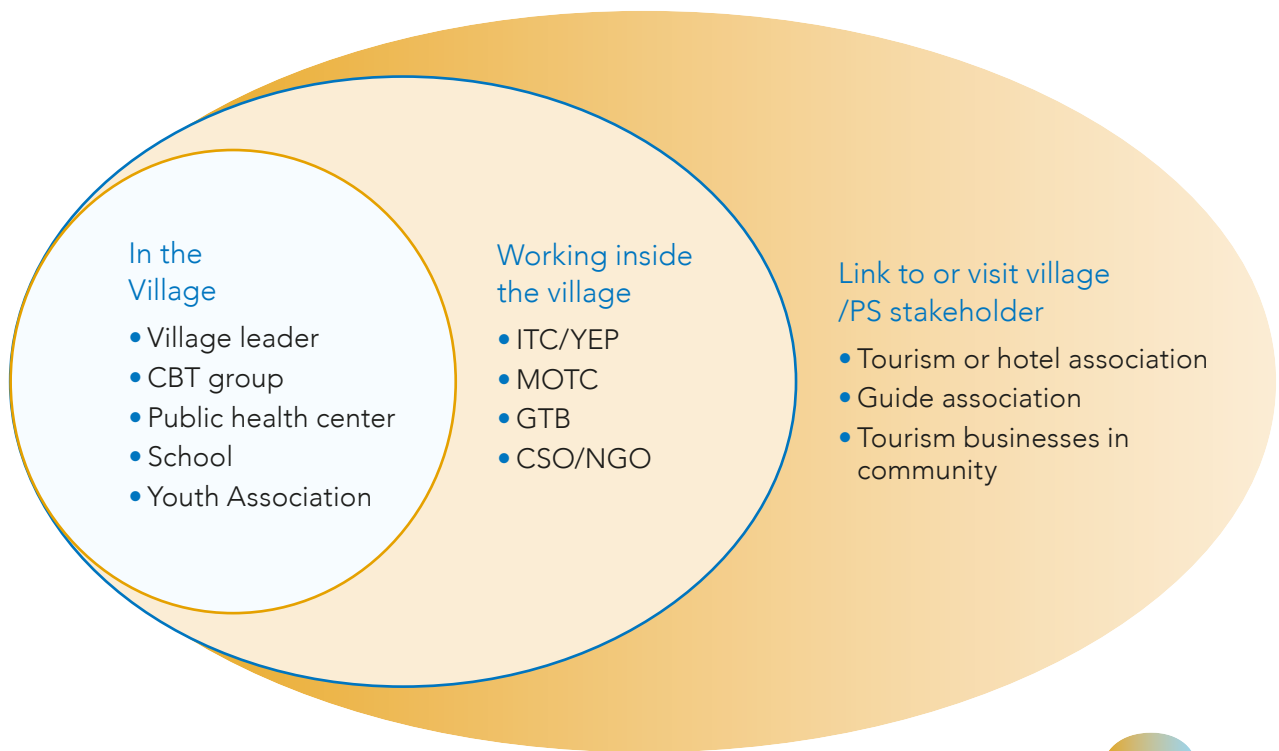 In the
Village
• Village leader
• CBT group
• Public health center
• School
• Youth Association
Working inside
the village
• ITC/YEP
• MOTC
• GTB
• CSO/NGO
Link to or visit village
/PS stakeholder
• Tourism or hotel association
• Guide association
• Tourism businesses in
community